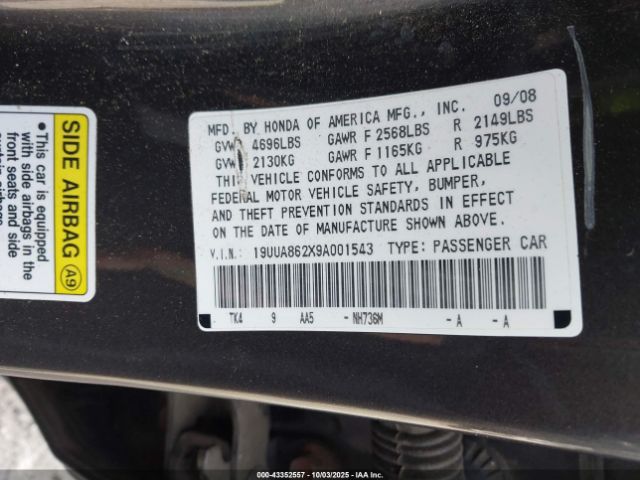 SIDE AIRBAG A9
• This car is equipped
with side airbags in the
front seats and
MFD. BY HONDA OF AMERICA MFG., INC. 09/08
GVW 4696LBS GAWR F 2568LBS R 2149LBS
GVW 2130KG GAWR F 1165KG R 975KG
THIS VEHICLE CONFORMS TO ALL APPLICABLE
FEDERAL MOTOR VEHICLE SAFETY, BUMPER,
AND THEFT PREVENTION STANDARDS IN EFFECT
ON THE DATE OF MANUFACTURE SHOWN ABOVE.
V.I.N: 19UUA862X9A001543 TYPE: PASSENGER CAR
TK4 9 AA5 -NH736M -A -A
000-43352557 - 10/03/2025 - IAA Inc.